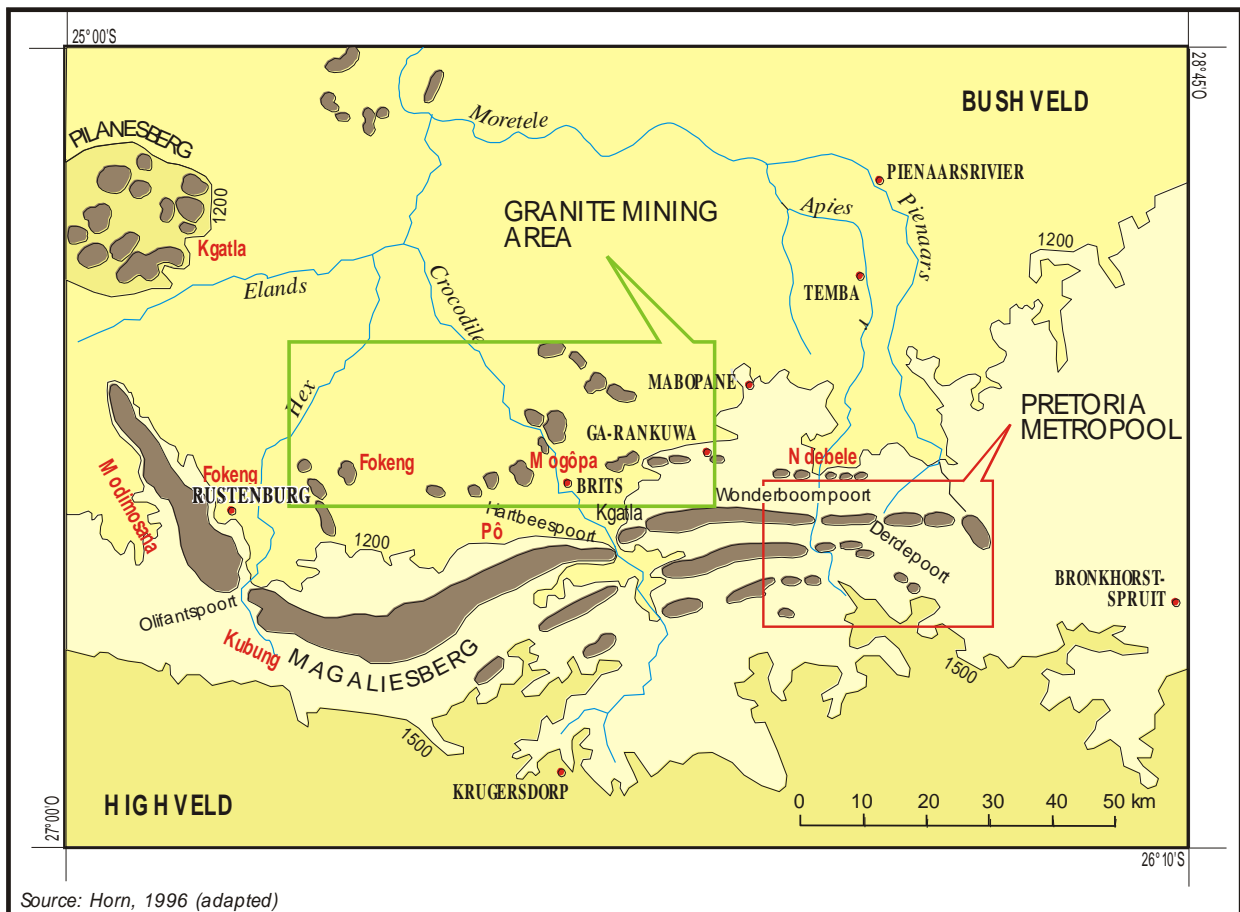 25°00'S
28°45'O
BUSHVELD
Moretele
PILANESBERG
PIENAARSRIVIER
1200
Apies
Pienaars
GRANITE MINING
AREA
Kgatla
1200
Elands
Crocodile
TEMBA
r
Hex
MABOPANE
PRETORIA
METROPOOL
GA-RANKUWA
Modimosana
Fokeng
RUSTENBURG
Fokeng
Mogôpa
Ndebele
BRITS
Wonderboompoort
Hartbeespoort
Kgatla
Pô
1200
Derdepoort
BRONKHORST-
SPRUIT
Olifantspoort
Kubung
MAGALIESBERG
1500
1500
KRUGERSDORP
HIGHVELD
0 10 20 30 40 50 km
27°00'O
26°10'S
Source: Horn, 1996 (adapted)